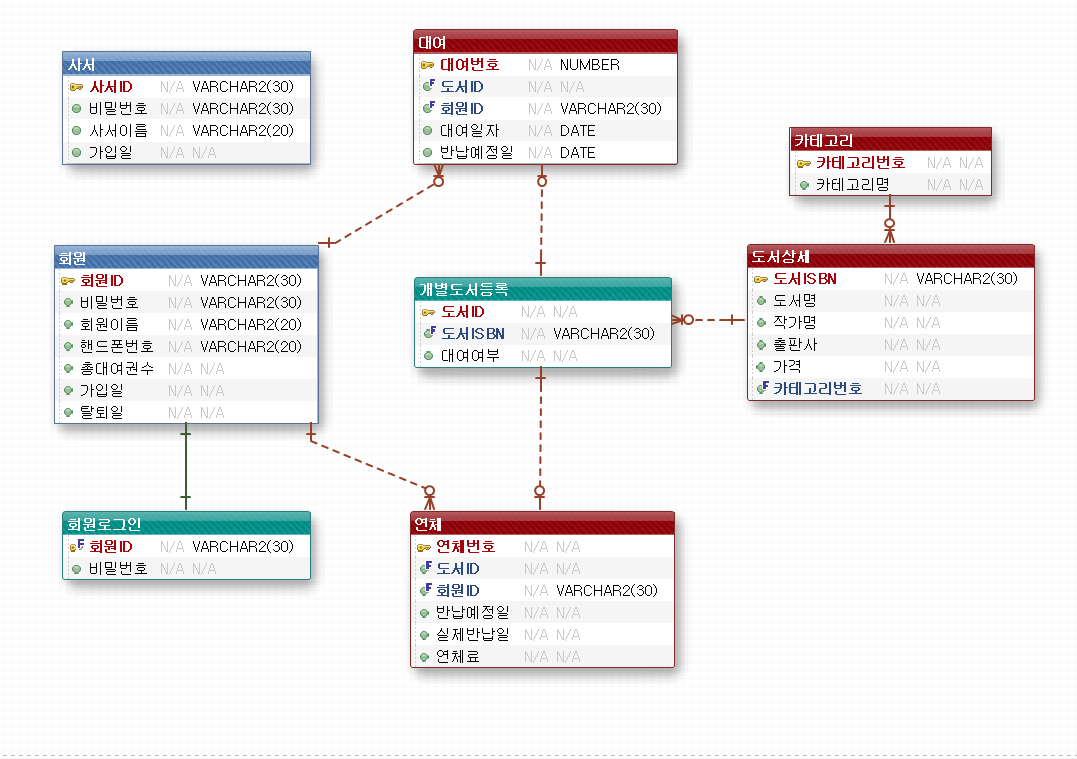 사서
사서ID N/A VARCHAR2(30)
비밀번호 N/A VARCHAR2(30)
사서이름 N/A VARCHAR2(20)
가입일 N/A N/A
대여
대여번호 N/A NUMBER
도서ID N/A N/A
회원ID N/A VARCHAR2(30)
대여일자 N/A DATE
반납예정일 N/A DATE
카테고리
카테고리번호 N/A N/A
카테고리명 N/A N/A
회원
회원ID N/A VARCHAR2(30)
비밀번호 N/A VARCHAR2(30)
회원이름 N/A VARCHAR2(20)
핸드폰번호 N/A VARCHAR2(20)
총대여권수 N/A N/A
가입일 N/A N/A
탈퇴일 N/A N/A
개별도서등록
도서ID N/A N/A
도서ISBN N/A VARCHAR2(30)
대여여부 N/A N/A
도서상세
도서ISBN N/A VARCHAR2(30)
도서명 N/A N/A
작가명 N/A N/A
출판사 N/A N/A
가격 N/A N/A
카테고리번호 N/A N/A
회원로그인
회원ID N/A VARCHAR2(30)
비밀번호 N/A N/A
연체
연체번호 N/A N/A
도서ID N/A N/A
회원ID N/A VARCHAR2(30)
반납예정일 N/A N/A
실제반납일 N/A N/A
연체료 N/A N/A